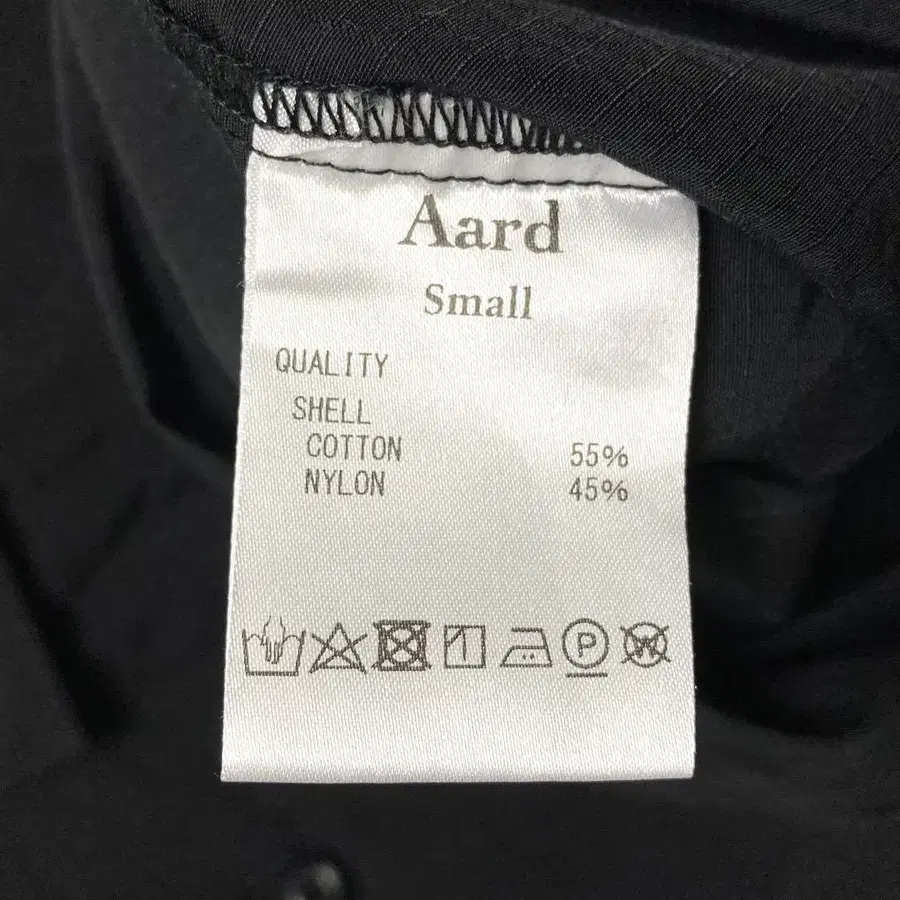 Aard
Small
QUALITY
SHELL
COTTON 55%
NYLON 45%
P W